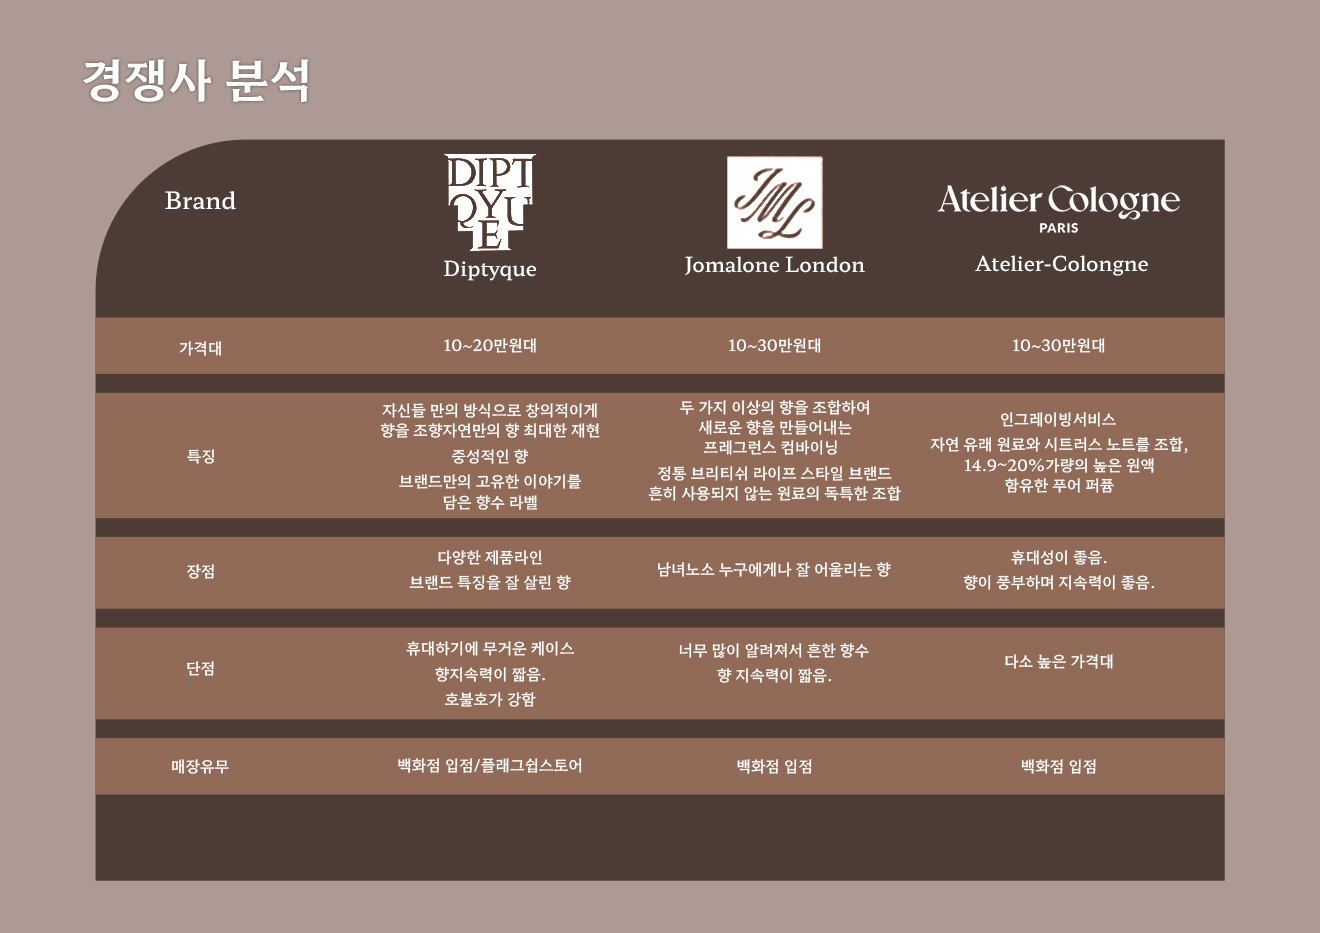 경쟁사 분석
Brand
DIPT
QYU
E
Diptyque
JML
Jomalone London
Atelier Cologne
PARIS
Atelier-Colongne
가격대
10~20만원대
10~30만원대
10~30만원대
특징
자신들 만의 방식으로 창의적이게
향을 조향자연만의 향 최대한 재현
중성적인 향
브랜드만의 고유한 이야기를
담은 향수 라벨
두 가지 이상의 향을 조합하여
새로운 향을 만들어내는
프레그런스 컴바이닝
정통 브리티쉬 라이프 스타일 브랜드
흔히 사용되지 않는 원료의 독특한 조합
인그레이빙서비스
자연 유래 원료와 시트러스 노트를 조합,
14.9~20%가량의 높은 원액
함유한 푸어 퍼퓸
장점
다양한 제품라인
브랜드 특징을 잘 살린 향
남녀노소 누구에게나 잘 어울리는 향
휴대성이 좋음.
향이 풍부하며 지속력이 좋음.
단점
휴대하기에 무거운 케이스
향지속력이 짧음.
호불호가 강함
너무 많이 알려져서 흔한 향수
향 지속력이 짧음.
다소 높은 가격대
매장유무
백화점 입점/플래그쉽스토어
백화점 입점
백화점 입점